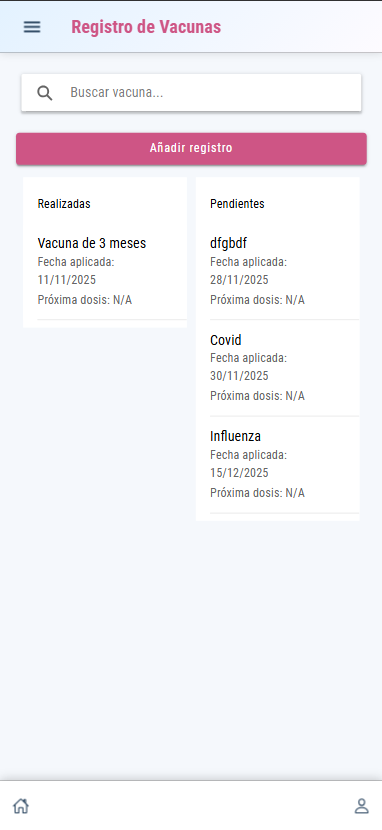 Registro de Vacunas
Buscar vacuna...
Añadir registro
Realizadas
Vacuna de 3 meses
Fecha aplicada:
11/11/2025
Próxima dosis: N/A
Pendientes
dfgbdf
Fecha aplicada:
28/11/2025
Próxima dosis: N/A
Covid
Fecha aplicada:
30/11/2025
Próxima dosis: N/A
Influenza
Fecha aplicada:
15/12/2025
Próxima dosis: N/A